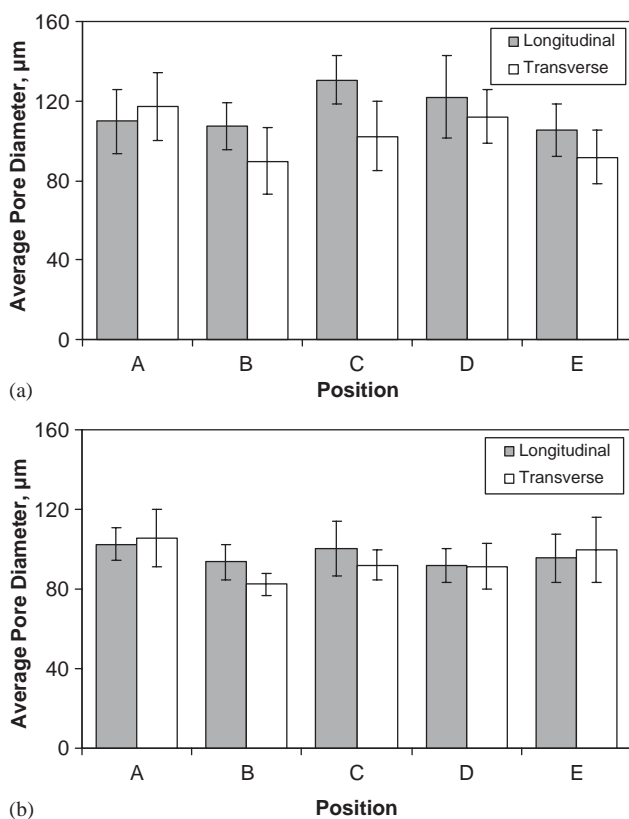 160
120
80
40
0
Average Pore Diameter, µm
Longitudinal
Transverse
A B C D E
Position
(a)
160
120
80
40
0
Average Pore Diameter, µm
Longitudinal
Transverse
A B C D E
Position
(b)